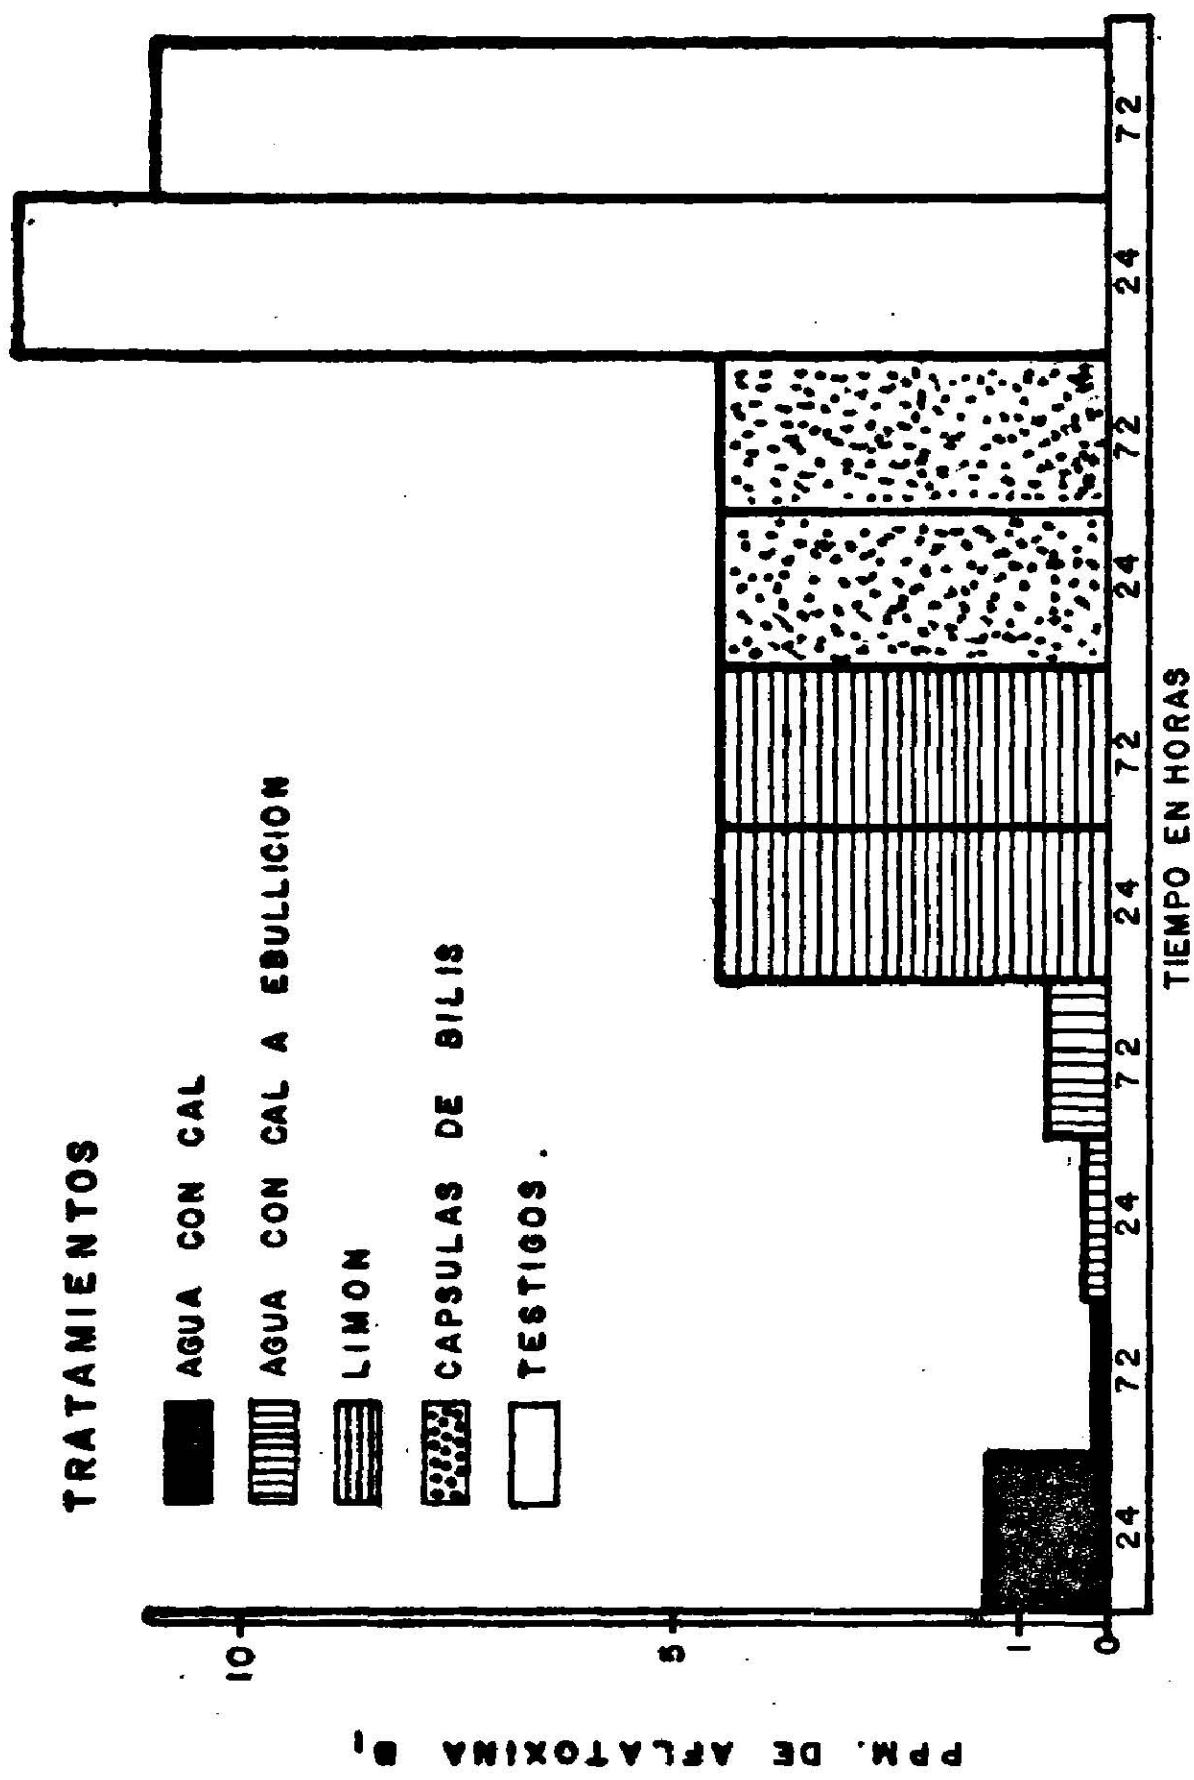 TRATAMIENTOS
AGUA CON CAL
AGUA CON CAL A EBULLICION
LIMON
CAPSULAS DE BILIS
TESTIGOS
PPM. DE AFLATOXINA B1
10
5
1
0
24 72 24 72 24 72 24 72 24 72
TIEMPO EN HORAS